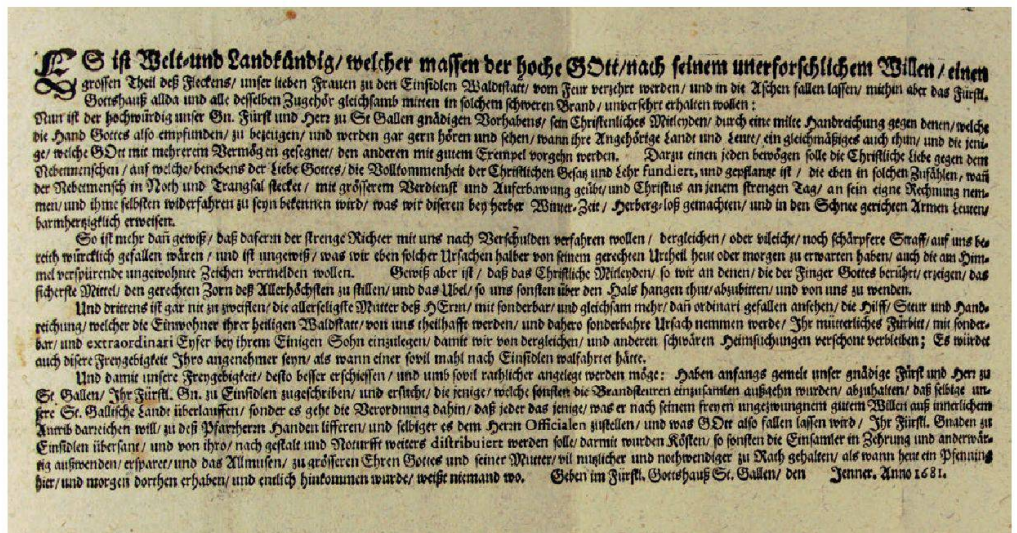 ES ist Welt-und Landkündig/ welcher massen der hoche GOtt/nach seinem unerforschlichem Willen/ einen
grossen Theil deß Fleckens/ unser lieben Frauen zu den Einsidlen Waldtstatt/ vom Feur verzehrt werden/ und in die Aschen fallen lassen/ mithin aber das Fürstl.
Gottshauß allda und alle desselben Zugehör gleichsamb mitten in solchem schweren Brand/ unversehrt erhalten wollen:
Nun ist der hochwürdig unser Gn. Fürst und Herr zu St Gallen gnädigen Vorhabens/ sein Christenliches Mitleyden/ durch eine milte Handreichung gegen denen/ welche
die Hand Gottes also empfunden/ zu bezeugen/ und werden gar gern hören und sehen/ wann ihre Angehörige Landt und Leute/ ein gleichmäßiges auch thun/ und die jeni-
ge/ welche GOtt mit mehrerem Vermögen gesegnet/ den anderen mit gutem Exempel vorgehn werden. Darzu einen jeden bewögen solle die Christliche Liebe gegen dem
Nebenmenschen/ auf welche/ benebens der Liebe Gottes/ die Vollkommenheit der Christlichen Gesatz und Lehr fundiert, und gepflantzt ist/ die eben in solchen Zufählen/ wañ
der Nebenmensch in Noth und Trangsal stecket/ mit grösserem Verdienst und Auferbawung geübt/ und Christus an jenem strengen Tag/ an sein eigne Rechnung nem-
men/ und ihme selbsten widerfahren zu seyn bekennen wird/ was wir diseren bey herber Winter-Zeit/ Herberg-loß gemachten/ und in den Schnee gerichten Armen Leuten/
barmhertzigklich erweisen.
So ist mehr dañ gewiß/ daß dafern der strenge Richter mit uns nach Verschulden verfahren wollen/ dergleichen/ oder vileicht/ noch schärpfere Straff/ auf uns be-
reith würcklich gefallen wären/ und ist ungewiß/ was wir eben solcher Ursachen halber von seinem gerechten Urtheil heut oder morgen zu erwarten haben/ auch die am Him-
mel verspürende ungewohnte Zeichen vermelden wollen. Gewiß aber ist/ daß das Christliche Mitleyden/ so wir an denen/ die der Finger Gottes berührt/ erzeigen/ das
sicherste Mittel/ den gerechten Zorn deß Allerhöchsten zu stillen/ und das Ubel/ so uns sonsten über den Hals hangen thut/ abzubitten/ und von uns zu wenden.
Und drittens ist gar nit zu zweiflen/ die allerseligste Mutter deß HErrn/ mit sonderbar und gleichsam mehr/ dañ ordinari gefallen ansehen/ die Hilff/ Steur und Hand-
reichung/ welcher die Einwohner ihrer heiligen Waldstatt/ von uns theilhafft werden/ und dahero sonderbahre Ursach nemmen werde/ Ihr mütterliches Fürbitt/ mit sonder-
bar/ und extraordinari Eyfer bey ihrem Einigen Sohn einzulegen/ damit wir von dergleichen/ und anderen schwären Heimsuchungen verschont verbleiben; Es würdet
auch disere Freygebigkeit Ihro angenehmer seyn/ als wann einer sovil mahl nach Einsidlen walfahrtet hätte.
Und damit unsere Freygebigkeit/ desto besser erschiessen/ und umb sovil rathlicher angelegt werden möge: Haben anfangs gemelt unser gnädige Fürst und Herr zu
St. Gallen/ Ihr Fürstl. Gn. zu Einsidlen zugeschriben/ und ersucht/ die jenige/ welche sonsten die Brandsteuren einzusamlen außgehn wurden/ abzuhalten/ daß selbige un-
sere St. Gallische Lande überlauffen/ sonder es geht die Verordnung dahin/ daß jeder das jenige/ was er nach seinem freyen ungezwungnem gutem Willen auß innerlichem
Antrib darreichen will/ zu deß Pfarrherrn Handen lifferen/ und selbiger es dem Herrn Officialen zustellen/ und was GOtt also fallen lassen wird/ Ihr Fürstl. Gnaden zu
Einsidlen übersant/ und von ihro/ nach gestalt und Noturfft weiters distribuiert werden solle/ darmit wurden Kösten/ so sonsten die Einsamler in Zehrung und anderwär-
tig aufwenden/ ersparet/ und das Allmusen/ zu grösseren Ehren Gottes und seiner Mutter/ vil nutzlicher und nothwendiger zu Rath gehalten/ als wann heut ein Pfenning
hier/ und morgen dorthen erhaben/ und entlich hinkommen wurde/ weißt niemand wo. Geben im Fürstl. Gottshauß St. Gallen/ den Jenner. Anno 1681.